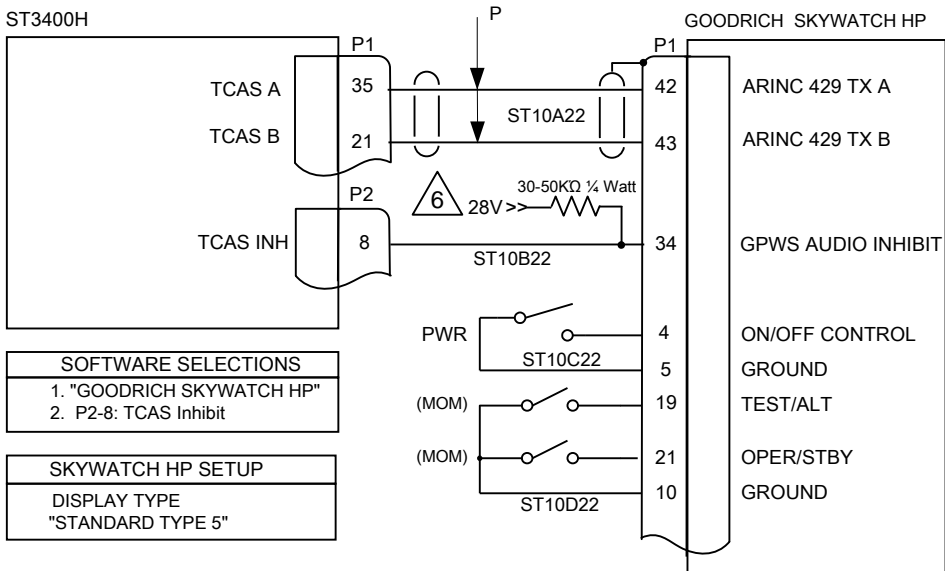 ST3400H
P
GOODRICH SKYWATCH HP
P1
P1
TCAS A
35
42
ARINC 429 TX A
ST10A22
TCAS B
21
43
ARINC 429 TX B
P2
6
28V >>
30-50KΩ ¼ Watt
TCAS INH
8
34
GPWS AUDIO INHIBIT
ST10B22
PWR
4
ON/OFF CONTROL
ST10C22
5
GROUND
(MOM)
19
TEST/ALT
(MOM)
21
OPER/STBY
10
GROUND
ST10D22
SOFTWARE SELECTIONS
1. "GOODRICH SKYWATCH HP"
2. P2-8: TCAS Inhibit
SKYWATCH HP SETUP
DISPLAY TYPE
"STANDARD TYPE 5"